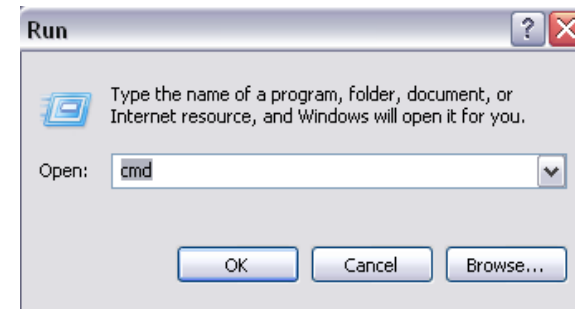 Run
Type the name of a program, folder, document, or
Internet resource, and Windows will open it for you.
Open: cmd
OK Cancel Browse...